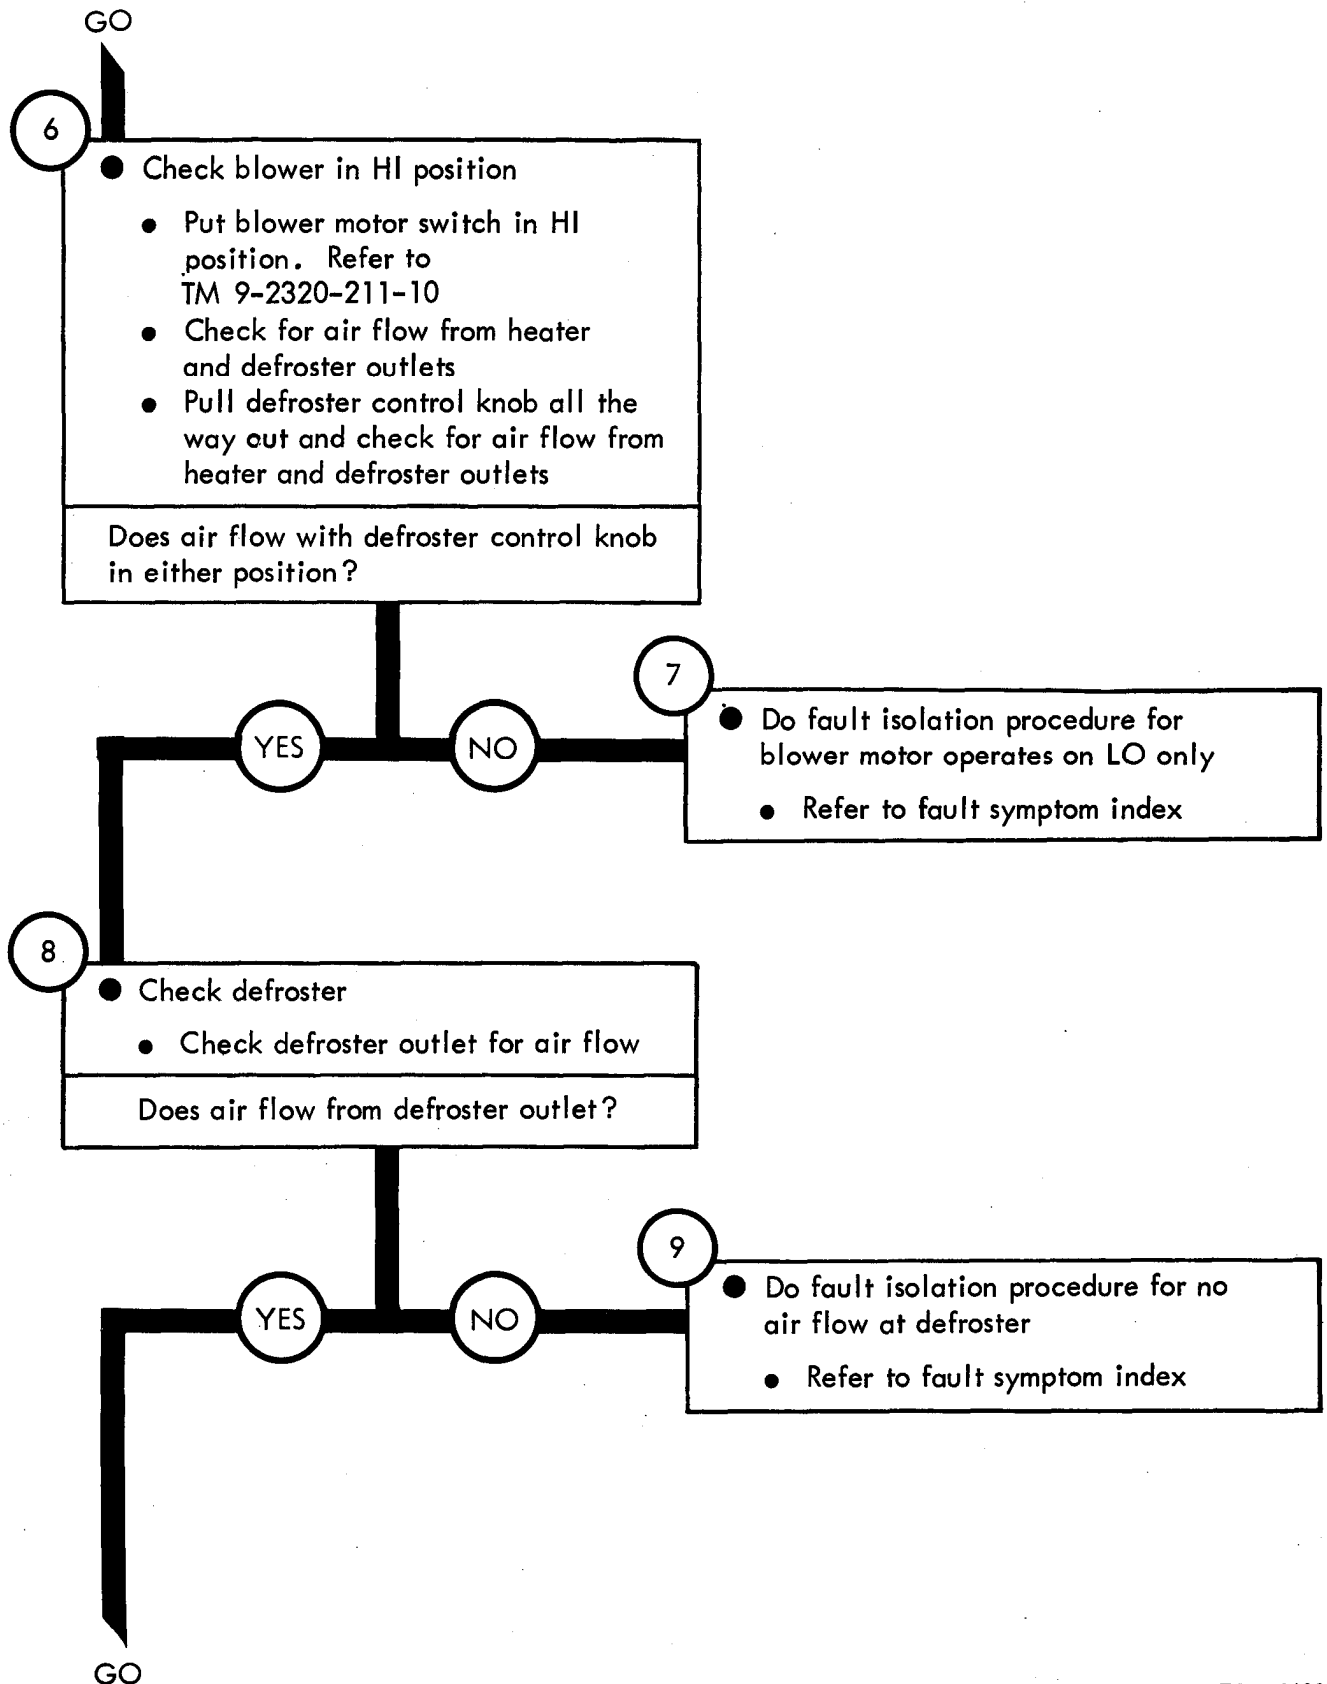 GO
6
● Check blower in HI position
● Put blower motor switch in HI
position. Refer to
TM 9-2320-211-10
● Check for air flow from heater
and defroster outlets
● Pull defroster control knob all the
way out and check for air flow from
heater and defroster outlets
Does air flow with defroster control knob
in either position?
YES
NO
7
● Do fault isolation procedure for
blower motor operates on LO only
● Refer to fault symptom index
8
● Check defroster
● Check defroster outlet for air flow
Does air flow from defroster outlet?
YES
NO
9
● Do fault isolation procedure for no
air flow at defroster
● Refer to fault symptom index
GO